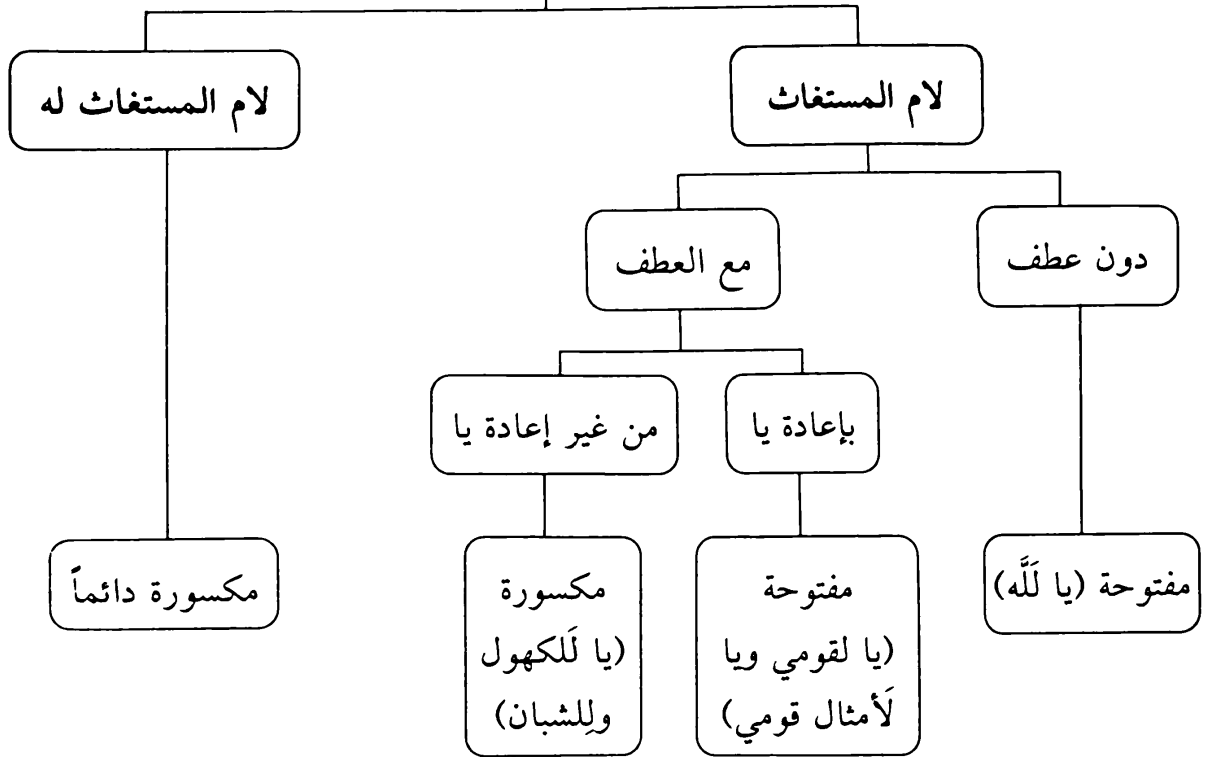 لام المستغاث
لام المستغاث له
دون عطف
مع العطف
بإعادة يا
من غير إعادة يا
مفتوحة (يا لَلَّه)
مفتوحة
(يا لقومي ويا
لَأمثال قومي)
مكسورة
(يا لَلكهول
ولِلشبان)
مكسورة دائماً